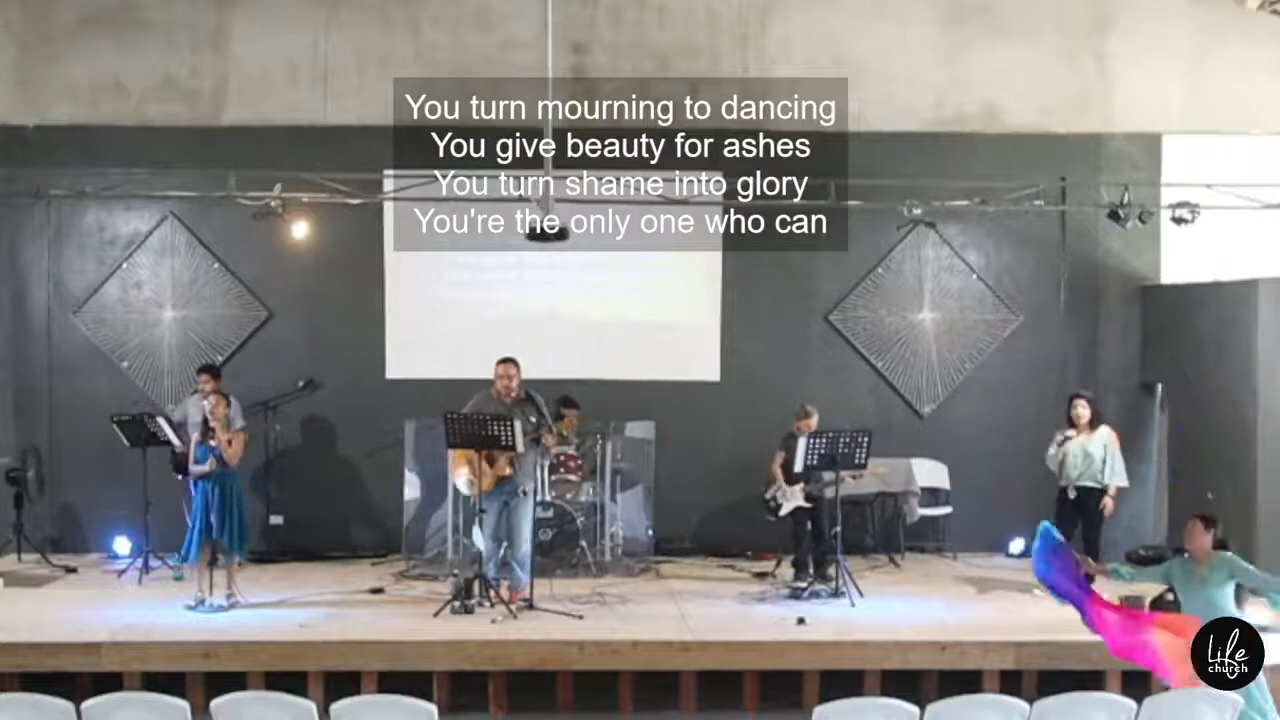 You turn mourning to dancing
You give beauty for ashes
You turn shame into glory
You're the only one who can
Life
church